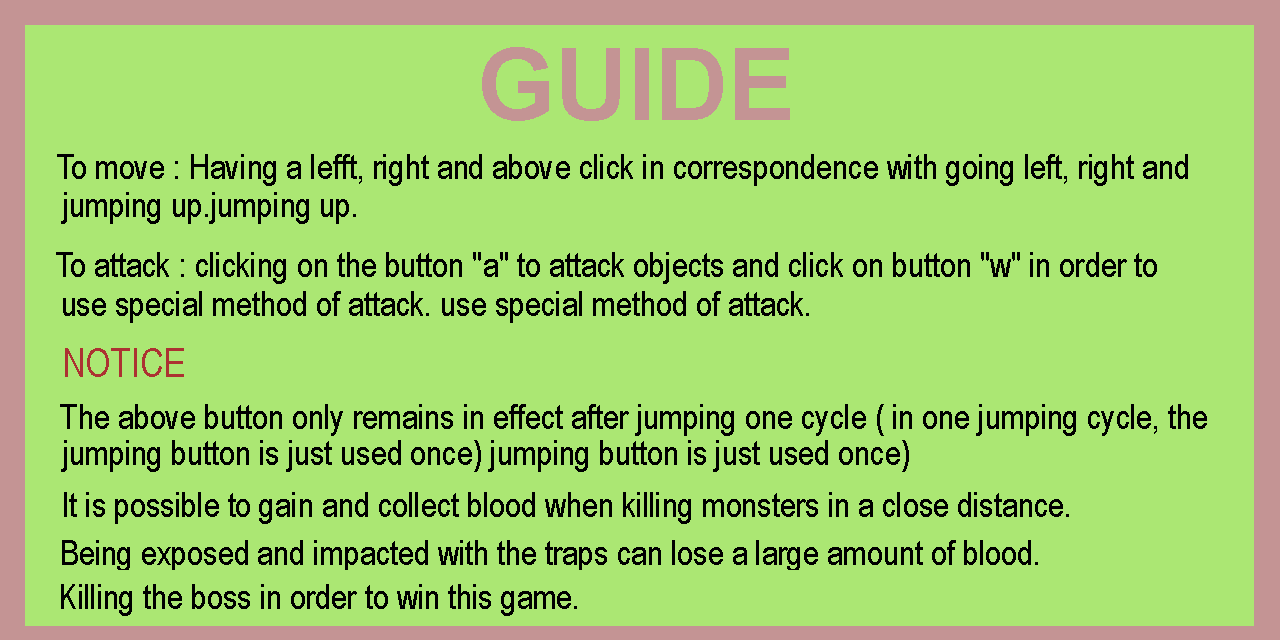 GUIDE
To move : Having a lefft, right and above click in correspondence with going left, right and
jumping up.jumping up.
To attack : clicking on the button "a" to attack objects and click on button "w" in order to
use special method of attack. use special method of attack.
NOTICE
The above button only remains in effect after jumping one cycle ( in one jumping cycle, the
jumping button is just used once) jumping button is just used once)
It is possible to gain and collect blood when killing monsters in a close distance.
Being exposed and impacted with the traps can lose a large amount of blood.
Killing the boss in order to win this game.